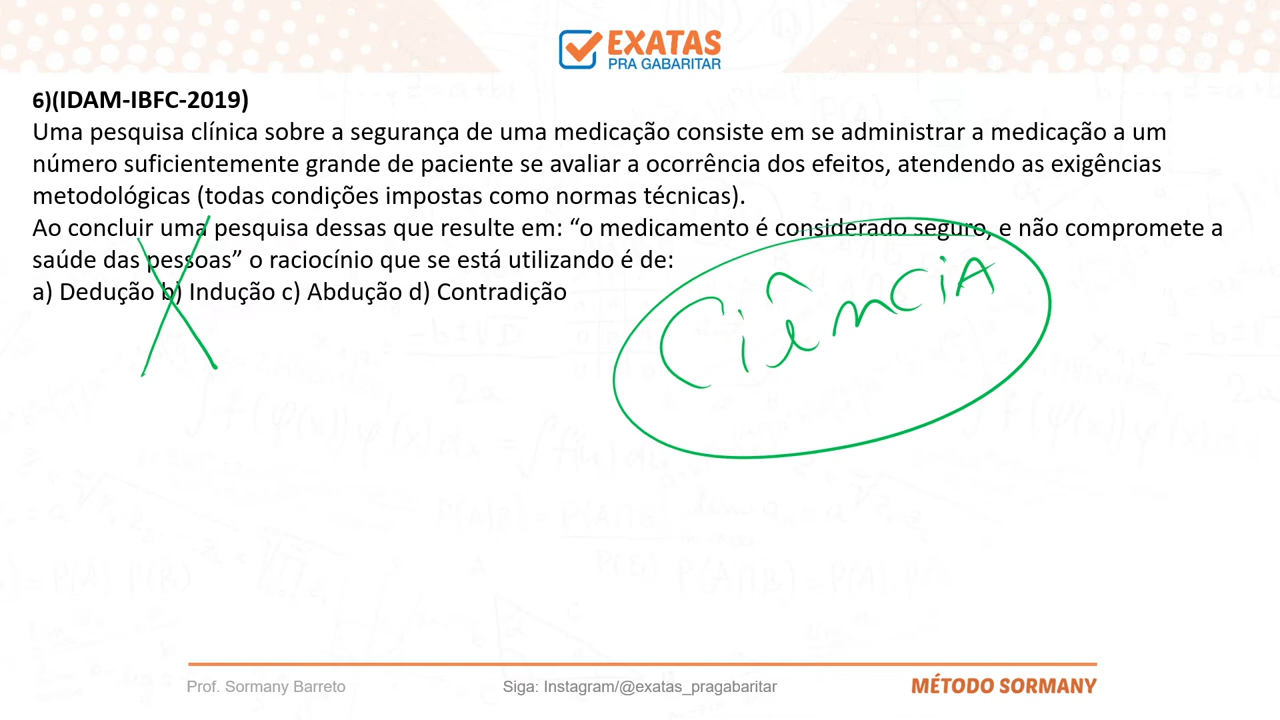 EXATAS
PRA GABARITAR
6)(IDAM-IBFC-2019)
Uma pesquisa clínica sobre a segurança de uma medicação consiste em se administrar a medicação a um
número suficientemente grande de paciente se avaliar a ocorrência dos efeitos, atendendo as exigências
metodológicas (todas condições impostas como normas técnicas).
Ao concluir uma pesquisa dessas que resulte em: “o medicamento é considerado seguro, e não compromete a
saúde das pessoas” o raciocínio que se está utilizando é de:
a) Dedução b) Indução c) Abdução d) Contradição
CiênCiA
Prof. Sormany Barreto
Siga: Instagram/@exatas_pragabaritar
MÉTODO SORMANY